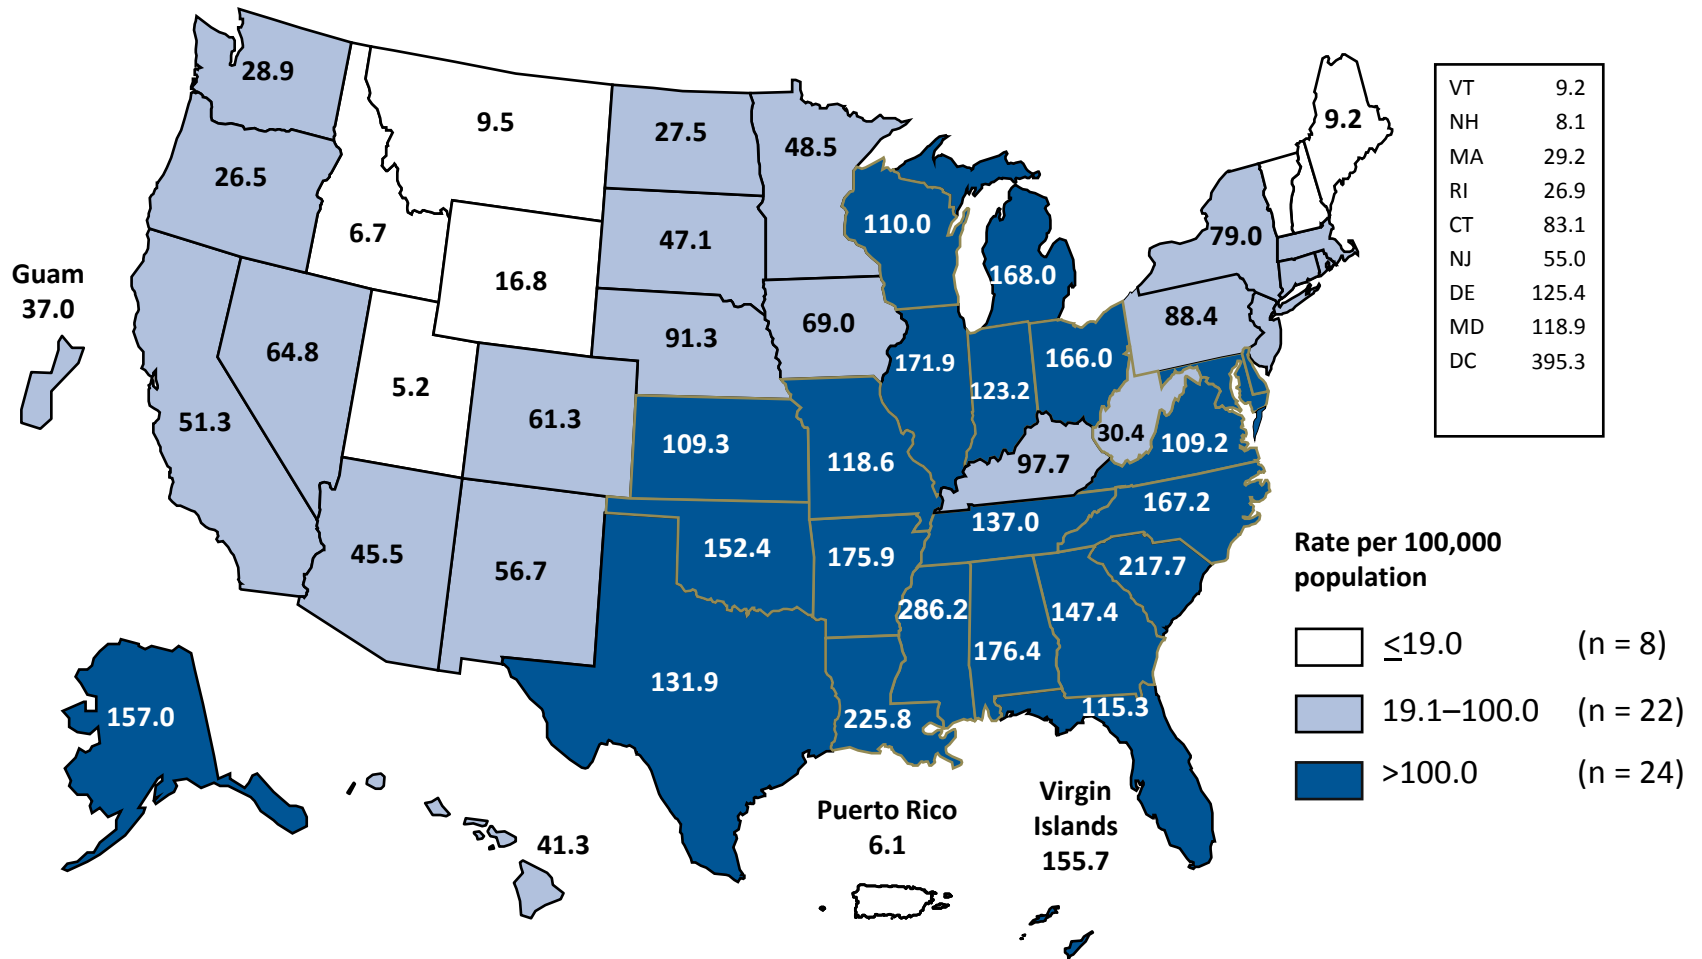 28.9
9.5
27.5
48.5
9.2
26.5
6.7
16.8
47.1
110.0
168.0
79.0
VT 9.2
NH 8.1
MA 29.2
RI 26.9
CT 83.1
NJ 55.0
DE 125.4
MD 118.9
DC 395.3
Guam
37.0
64.8
5.2
91.3
69.0
171.9
123.2
166.0
88.4
51.3
61.3
109.3
118.6
97.7
30.4
109.2
45.5
56.7
152.4
175.9
137.0
167.2
217.7
286.2
176.4
147.4
131.9
225.8
115.3
157.0
41.3
Puerto Rico
6.1
Virgin
Islands
155.7
Rate per 100,000
population
≤19.0 (n = 8)
19.1–100.0 (n = 22)
>100.0 (n = 24)